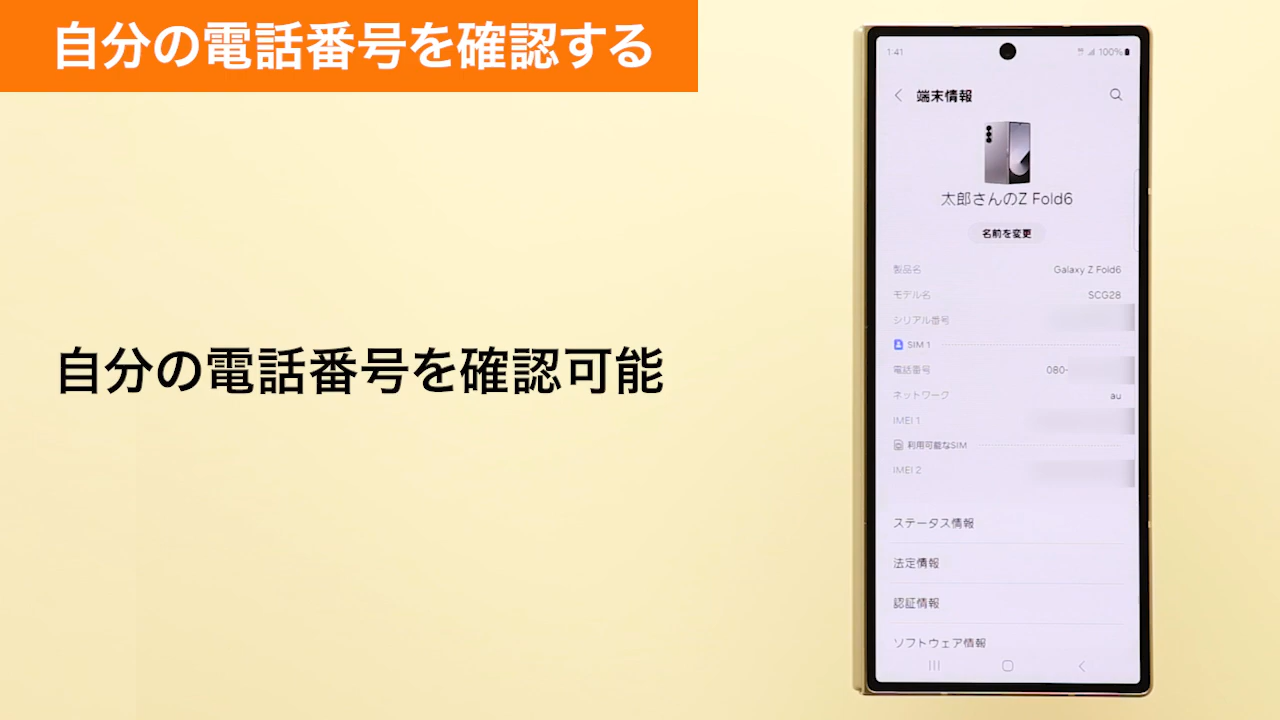 自分の電話番号を確認する
自分の電話番号を確認可能
1:41
100%
端末情報
太郎さんのZ Fold6
名前を変更
製品名
Galaxy Z Fold6
モデル名
SCG28
シリアル番号
SIM 1
電話番号
080-
ネットワーク
au
IMEI 1
利用可能なSIM
IMEI 2
ステータス情報
法定情報
認証情報
ソフトウェア情報